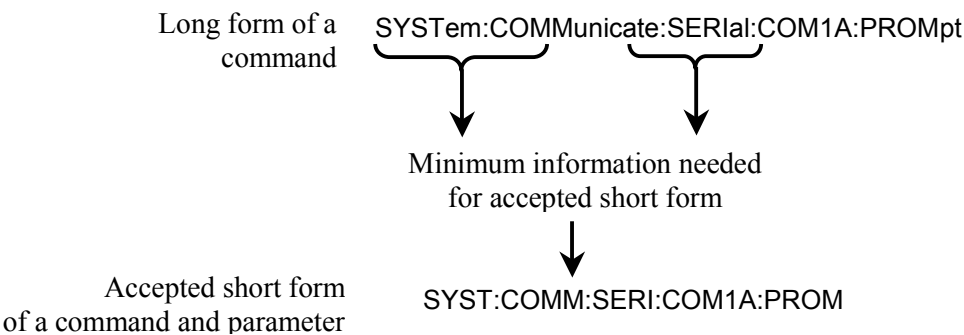 Long form of a
command
SYSTem:COMMunicate:SERIal:COM1A:PROMpt
Minimum information needed
for accepted short form
Accepted short form
of a command and parameter
SYST:COMM:SERI:COM1A:PROM